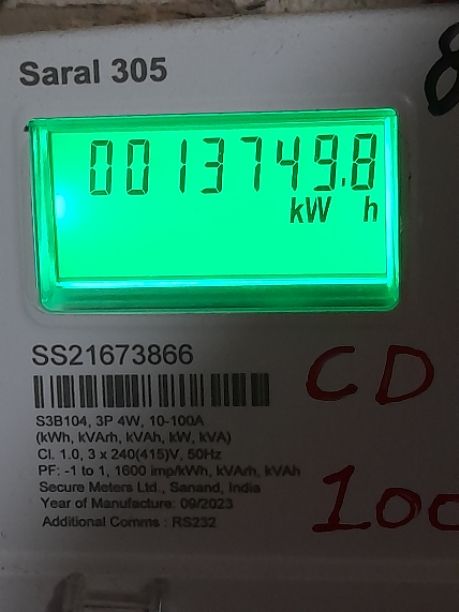 Saral 305
0013749.8
kW h
SS21673866
CD
S3B104, 3P 4W, 10-100A
(kWh, kVArh, kVAh, kW, kVA)
Cl. 1.0, 3 x 240(415)V, 50Hz
PF: -1 to 1, 1600 imp/kWh, kVArh, kVAh
Secure Meters Ltd., Sanand, India
Year of Manufacture: 09/2023
Additional Comms : RS232
100